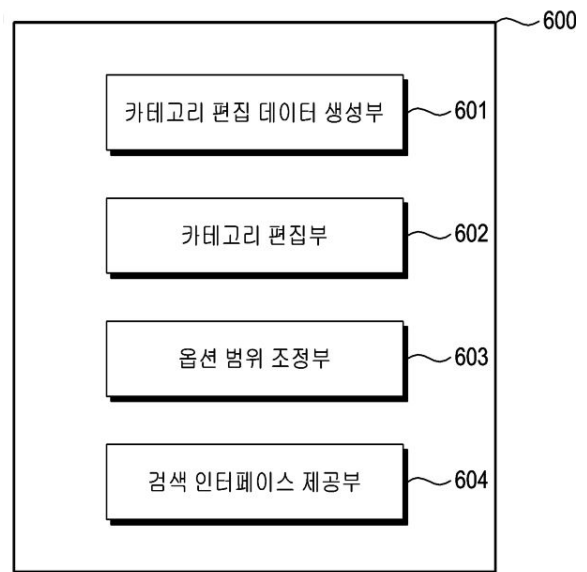 600
카테고리 편집 데이터 생성부 601
카테고리 편집부 602
옵션 범위 조정부 603
검색 인터페이스 제공부 604